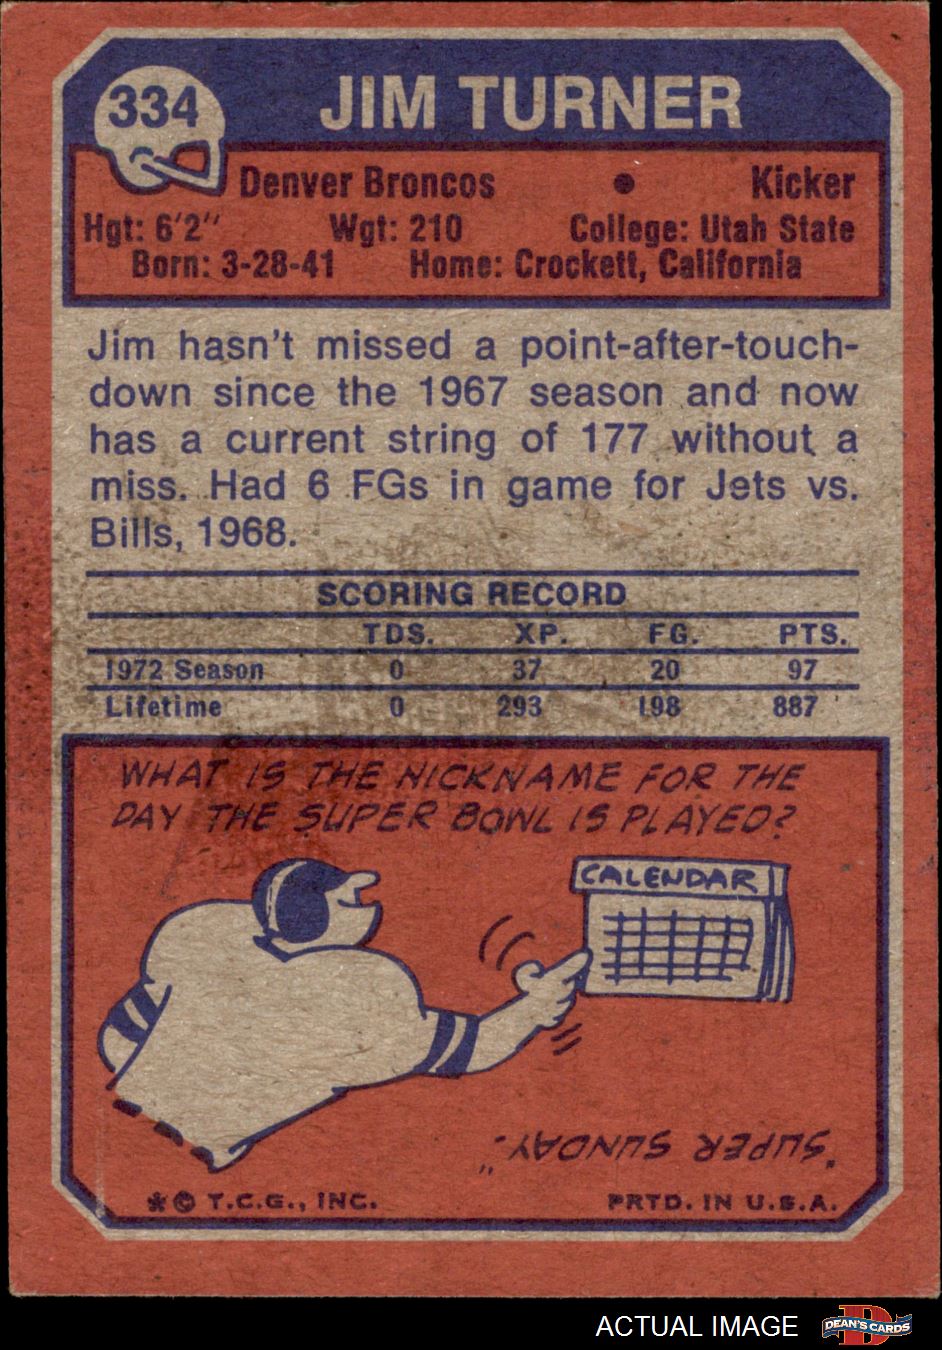 334
JIM TURNER
Denver Broncos • Kicker
Hgt: 6'2" Wgt: 210 College: Utah State
Born: 3-28-41 Home: Crockett, California
Jim hasn't missed a point-after-touch-
down since the 1967 season and now
has a current string of 177 without a
miss. Had 6 FGs in game for Jets vs.
Bills, 1968.
SCORING RECORD
TDS. XP. FG. PTS.
1972 Season 0 37 20 97
Lifetime 0 293 198 887
WHAT IS THE NICKNAME FOR THE
DAY THE SUPER BOWL IS PLAYED?
CALENDAR
"SUPER SUNDAY."
* © T.C.G., INC. PRTD. IN U.S.A.
ACTUAL IMAGE
DEAN'S CARDS